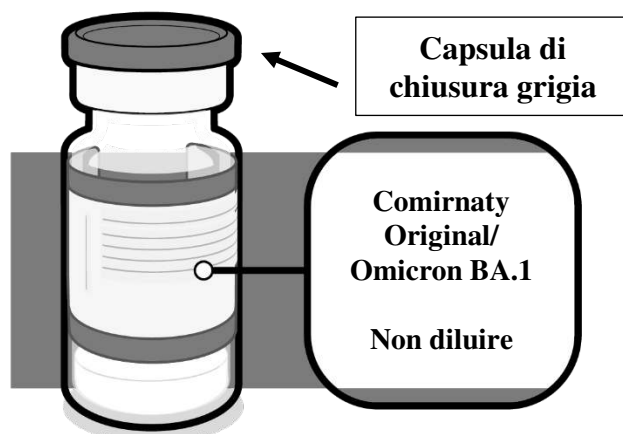 Capsula di
chiusura grigia
Comirnaty
Original/
Omicron BA.1
Non diluire